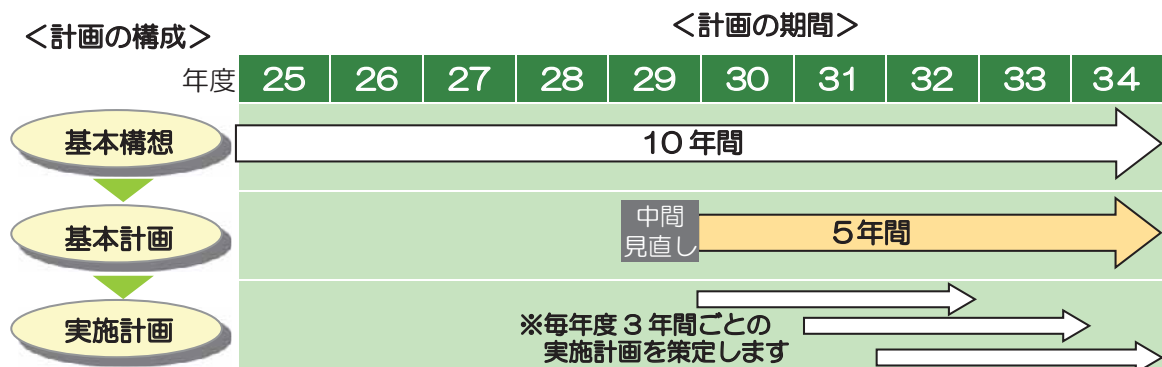 ＜計画の構成＞
＜計画の期間＞
年度 25 26 27 28 29 30 31 32 33 34
基本構想
10年間
基本計画
中間
見直し
5年間
実施計画
※毎年度3年間ごとの
実施計画を策定します